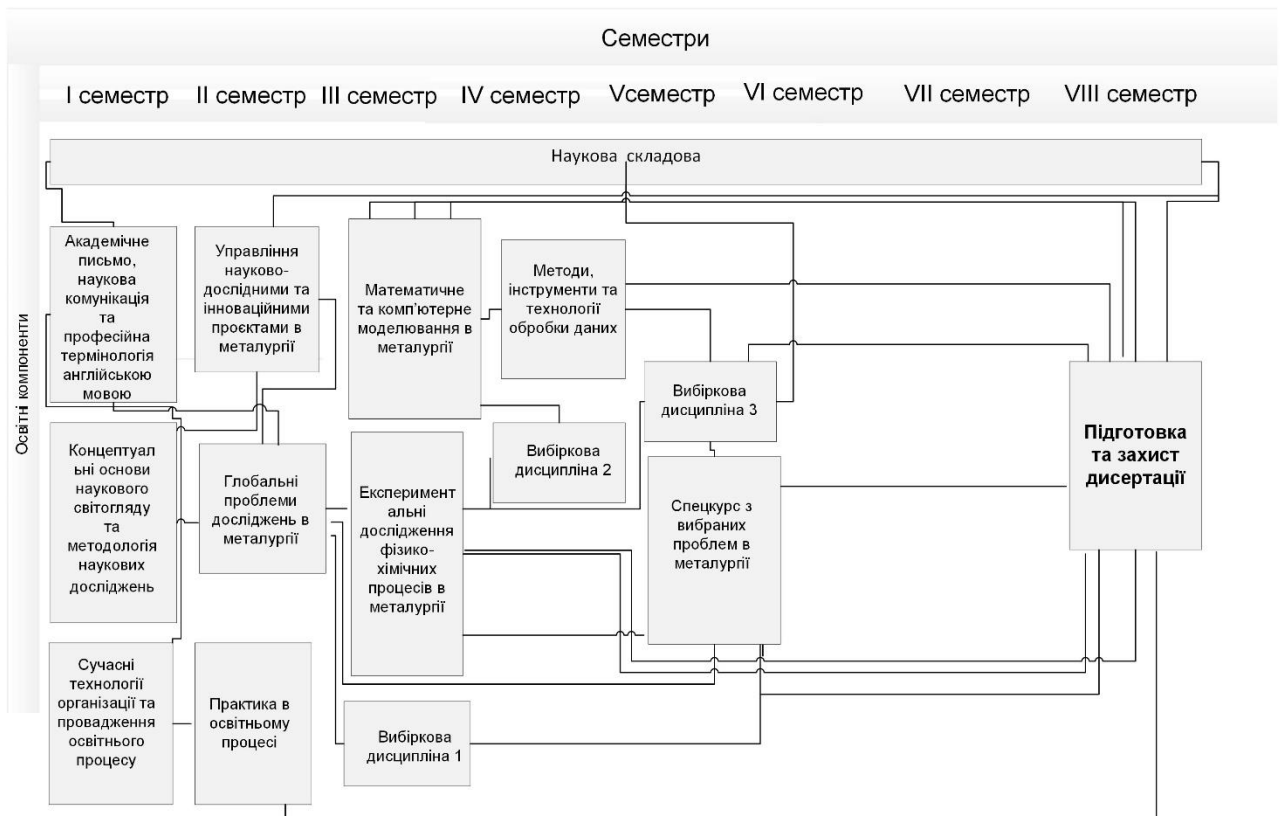 Семестри
I семестр II семестр III семестр IV семестр Vсеместр VI семестр VII семестр VIII семестр
Освітні компоненти
Наукова складова
Академічне
письмо,
наукова
комунікація
та
професійна
термінологія
англійською
мовою
Управління
науково-
дослідними та
інноваційними
проєктами в
металургії
Математичне
та комп'ютерне
моделювання в
металургії
Методи,
інструменти та
технології
обробки даних
Вибіркова
дисципліна 3
Підготовка
та захист
дисертації
Концептуал
ьні основи
наукового
світогляду
та
методологія
наукових
досліджень
Глобальні
проблеми
досліджень в
металургії
Експеримент
альні
дослідження
фізико-
хімічних
процесів в
металургії
Вибіркова
дисципліна 2
Спецкурс з
вибраних
проблем в
металургії
Сучасні
технології
організації та
провадження
освітнього
процесу
Практика в
освітньому
процесі
Вибіркова
дисципліна 1